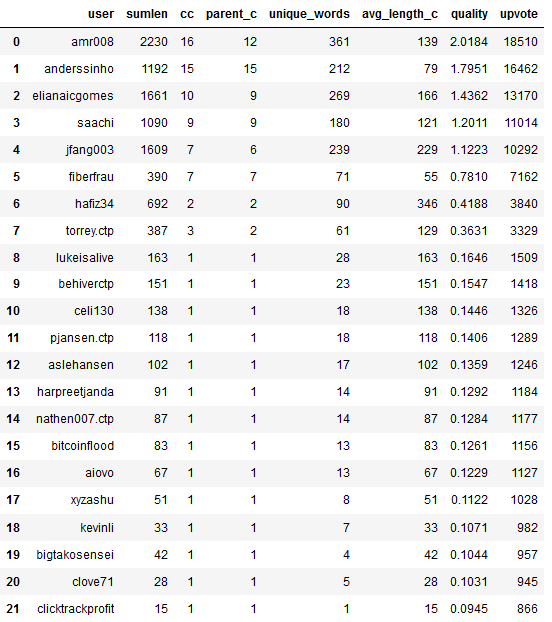 user sumlen cc parent_c unique_words avg_length_c quality upvote
0 amr008 2230 16 12 361 139 2.0184 18510
1 anderssinho 1192 15 15 212 79 1.7951 16462
2 elianaicgomes 1661 10 9 269 166 1.4362 13170
3 saachi 1090 9 9 180 121 1.2011 11014
4 jfang003 1609 7 6 239 229 1.1223 10292
5 fiberfrau 390 7 7 71 55 0.7810 7162
6 hafiz34 692 2 2 90 346 0.4188 3840
7 torrey.ctp 387 3 2 61 129 0.3631 3329
8 lukeisalive 163 1 1 28 163 0.1646 1509
9 behiverctp 151 1 1 23 151 0.1547 1418
10 celi130 138 1 1 18 138 0.1446 1326
11 pjansen.ctp 118 1 1 18 118 0.1406 1289
12 aslehansen 102 1 1 17 102 0.1359 1246
13 harpreetjanda 91 1 1 14 91 0.1292 1184
14 nathen007.ctp 87 1 1 14 87 0.1284 1177
15 bitcoinflood 83 1 1 13 83 0.1261 1156
16 aiovo 67 1 1 13 67 0.1229 1127
17 xyzashu 51 1 1 8 51 0.1122 1028
18 kevinli 33 1 1 7 33 0.1071 982
19 bigtakosensei 42 1 1 4 42 0.1044 957
20 clove71 28 1 1 5 28 0.1031 945
21 clicktrackprofit 15 1 1 1 15 0.0945 866